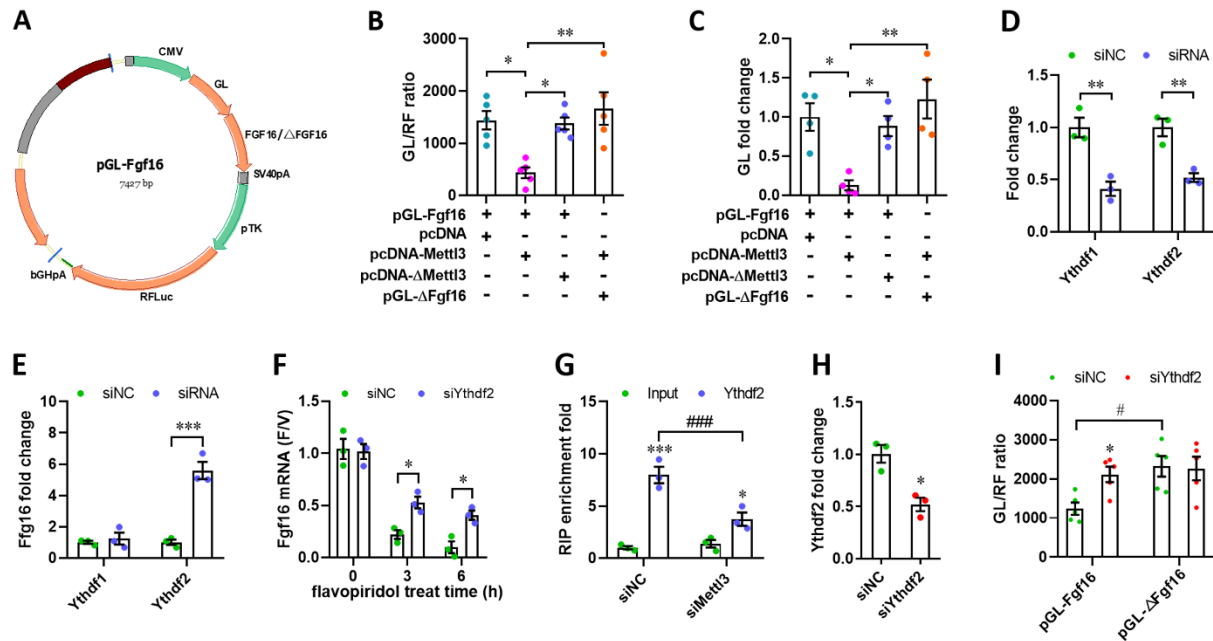 A
CMV
GL
FGF16/△FGF16
SV40pA
pTK
RFLuc
bGHpA
pGL-Fgf16
7427 bp
B
GL/RF ratio
3000
2000
1000
0
**
*
*
pGL-Fgf16 + + + -
pcDNA + - - -
pcDNA-Mettl3 - + - +
pcDNA-ΔMettl3 - - + -
pGL-ΔFgf16 - - - +
C
GL fold change
2.0
1.5
1.0
0.5
0.0
**
*
*
pGL-Fgf16 + + + -
pcDNA + - - -
pcDNA-Mettl3 - + - +
pcDNA-ΔMettl3 - - + -
pGL-ΔFgf16 - - - +
D
siNC siRNA
Fold change
1.5
1.0
0.5
0.0
** **
Ythdf1 Ythdf2
E
siNC siRNA
Ffg16 fold change
10
8
6
4
2
0
***
Ythdf1 Ythdf2
F
siNC siYthdf2
Fgf16 mRNA (F/V)
1.5
1.0
0.5
0.0
* *
0 3 6
flavopiridol treat time (h)
G
Input Ythdf2
RIP enrichment fold
15
10
5
0
###
***
*
siNC siMettl3
H
Ythdf2 fold change
1.5
1.0
0.5
0.0
*
siNC siYthdf2
I
siNC siYthdf2
GL/RF ratio
4000
3000
2000
1000
0
#
*
pGL-Fgf16 pGL-ΔFgf16